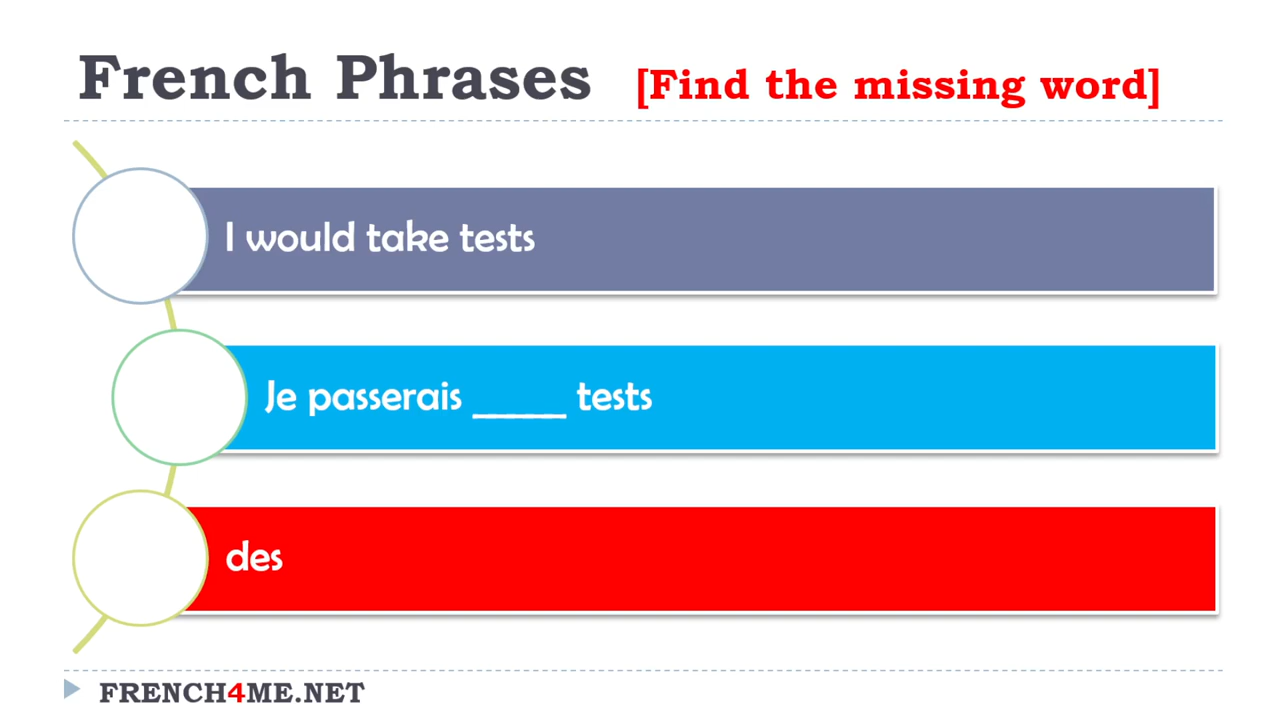 French Phrases [Find the missing word]
I would take tests
Je passerais _____ tests
des
FRENCH4ME.NET